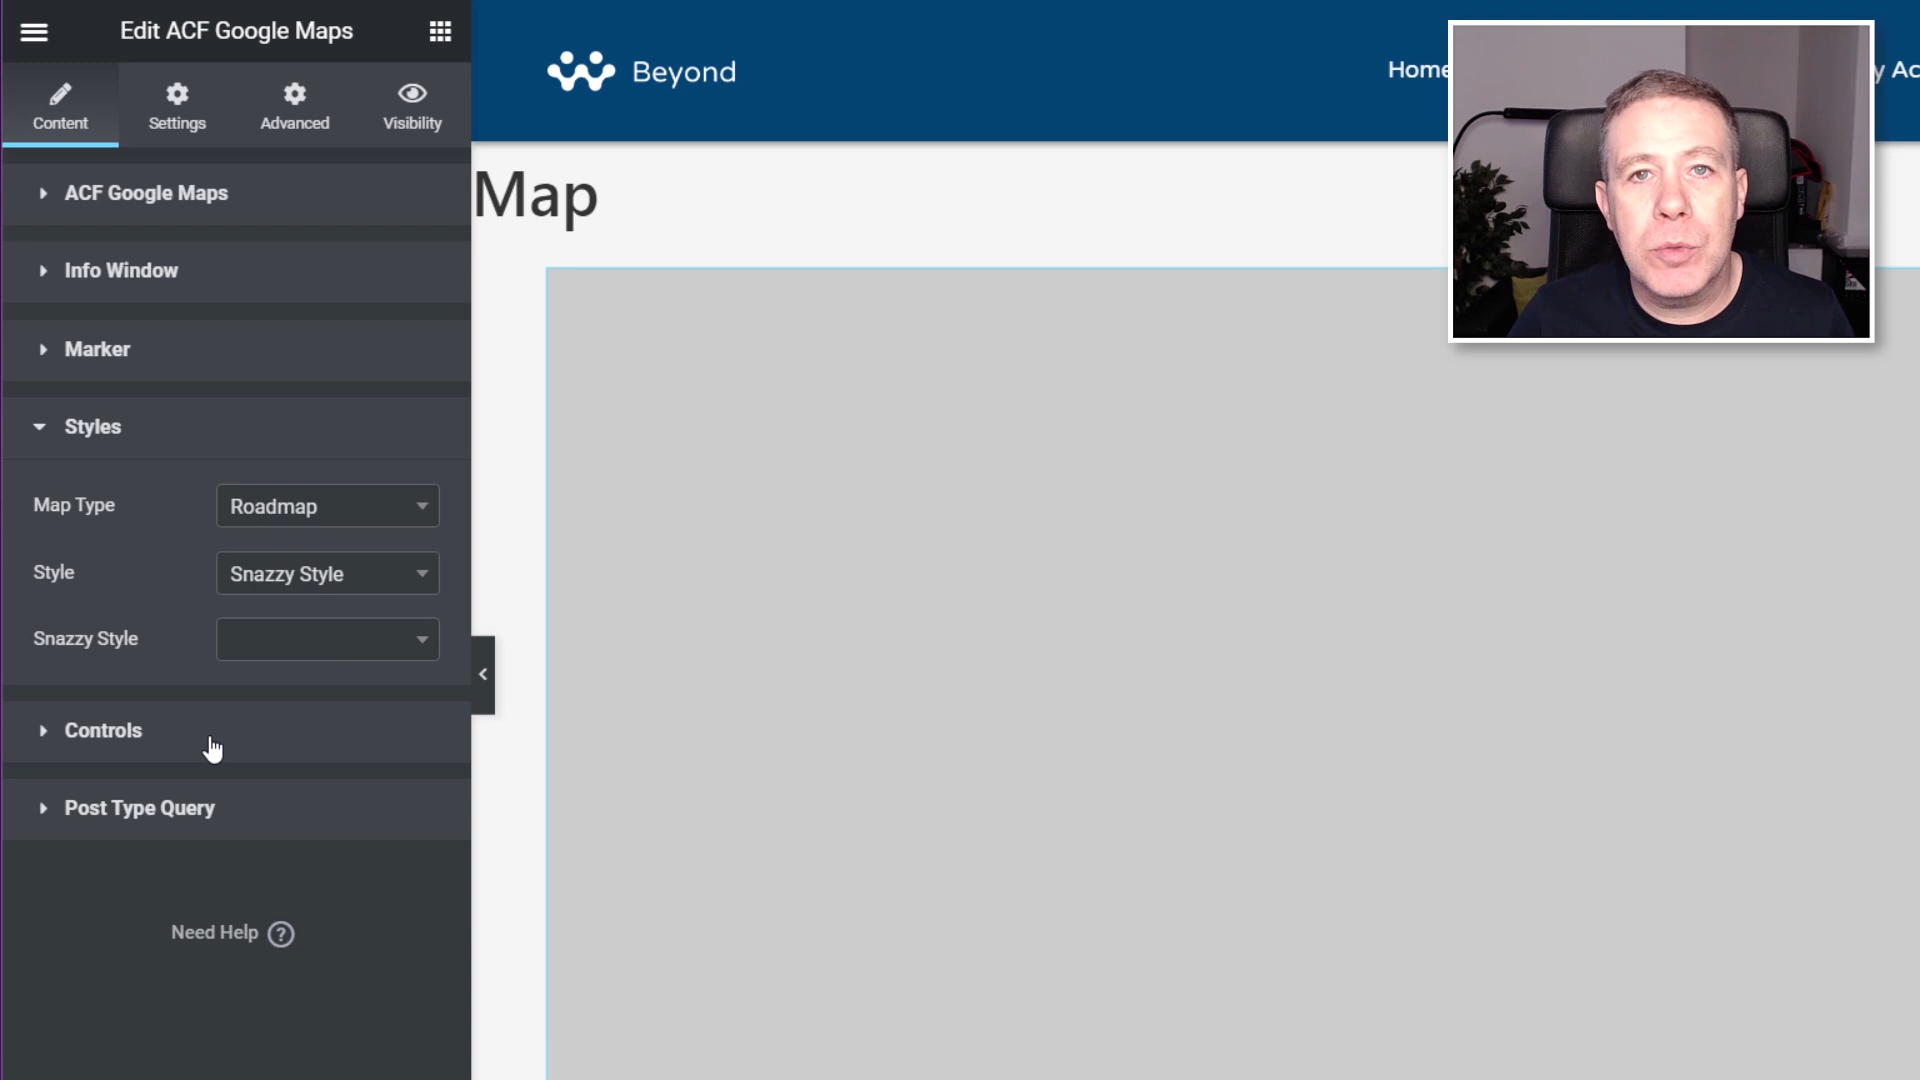 Edit ACF Google Maps
Content
Settings
Advanced
Visibility
ACF Google Maps
Info Window
Marker
Styles
Map Type
Roadmap
Style
Snazzy Style
Snazzy Style
Controls
Post Type Query
Need Help ?
Beyond
Home
y Ac
Map